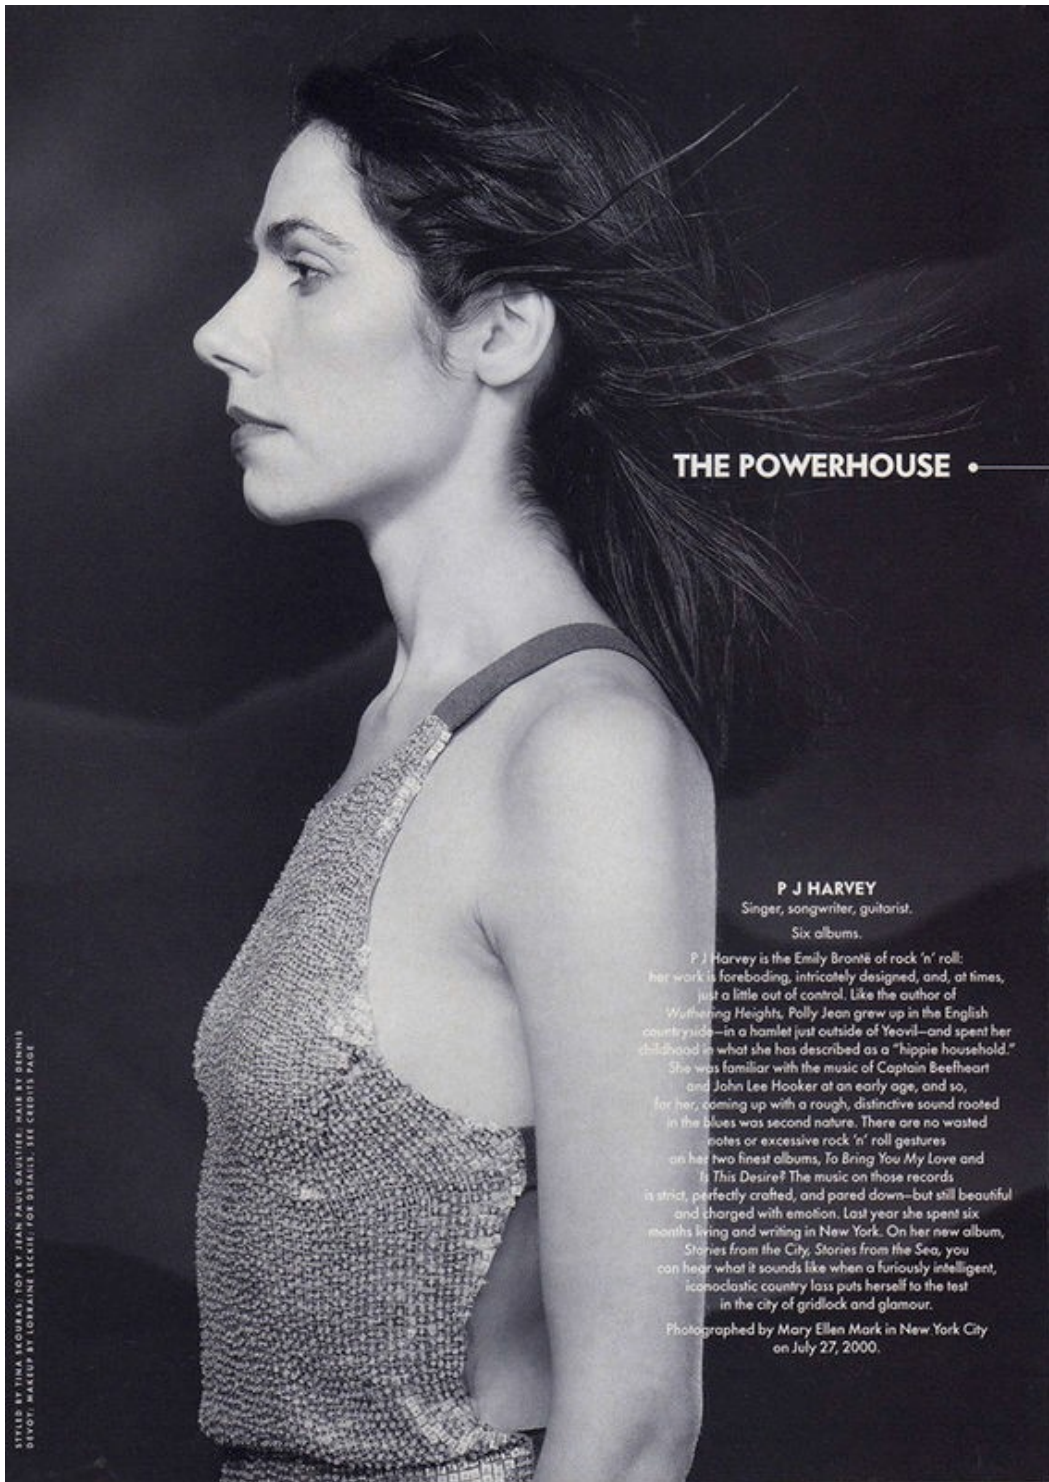 THE POWERHOUSE
P J HARVEY
Singer, songwriter, guitarist.
Six albums.
P J Harvey is the Emily Brontë of rock ’n’ roll:
her work is foreboding, intricately designed, and, at times,
just a little out of control. Like the author of
Wuthering Heights, Polly Jean grew up in the English
countryside—in a hamlet just outside of Yeovil—and spent her
childhood in what she has described as a “hippie household.”
She was familiar with the music of Captain Beefheart
and John Lee Hooker at an early age, and so,
for her, coming up with a rough, distinctive sound rooted
in the blues was second nature. There are no wasted
notes or excessive rock ’n’ roll gestures
on her two finest albums, To Bring You My Love and
Is This Desire? The music on those records
is strict, perfectly crafted, and pared down—but still beautiful
and charged with emotion. Last year she spent six
months living and writing in New York. On her new album,
Stories from the City, Stories from the Sea, you
can hear what it sounds like when a furiously intelligent,
iconoclastic country lass puts herself to the test
in the city of gridlock and glamour.
Photographed by Mary Ellen Mark in New York City
on July 27, 2000.
STYLED BY TINA SKOURAS; TOP BY JEAN PAUL GAULTIER; HAIR BY DENNIS
DEVOY; MAKEUP BY LORRAINE LECKIE; FOR DETAILS, SEE CREDITS PAGE